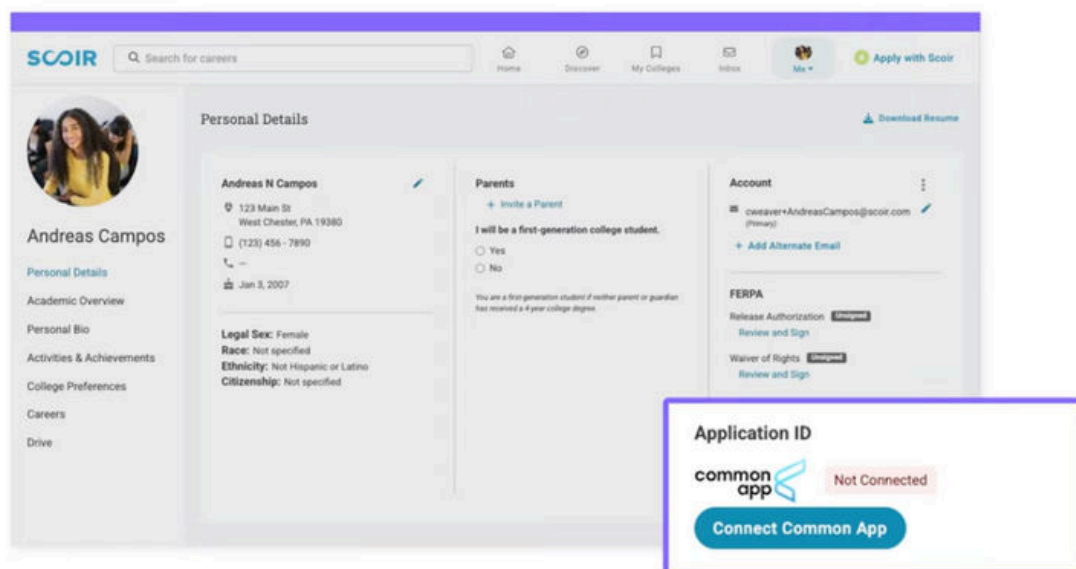 SCOIR
Search for careers
Home
Discover
My Colleges
Inbox
Me
Apply with Scoir
Andreas Campos
Personal Details
Academic Overview
Personal Bio
Activities & Achievements
College Preferences
Careers
Drive
Personal Details
Download Resume
Andreas N Campos
123 Main St
West Chester, PA 19380
(123) 456 - 7890
--
Jan 3, 2007
Legal Sex: Female
Race: Not specified
Ethnicity: Not Hispanic or Latino
Citizenship: Not specified
Parents
+ Invite a Parent
I will be a first-generation college student.
Yes
No
You are a first-generation student if neither parent or guardian
has received a 4-year college degree.
Account
cweaver+AndreasCampos@scoir.com
(Primary)
+ Add Alternate Email
FERPA
Release Authorization Unsigned
Review and Sign
Waiver of Rights Unsigned
Review and Sign
Application ID
common
app
Not Connected
Connect Common App